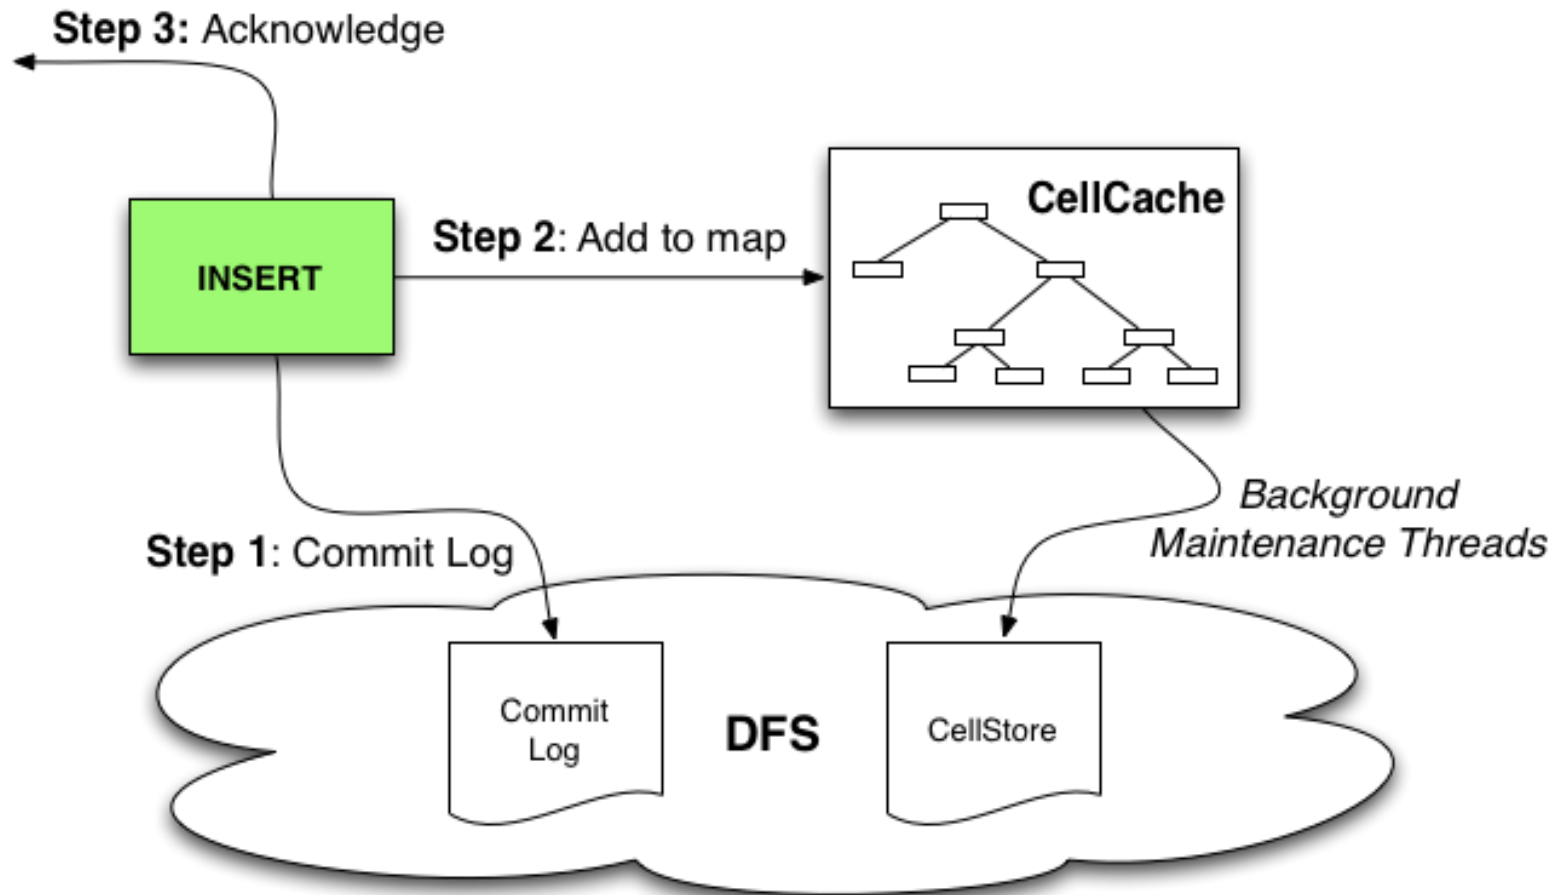 Step 3: Acknowledge
CellCache
Step 2: Add to map
INSERT
Background
Maintenance Threads
Step 1: Commit Log
Commit
Log
DFS
CellStore